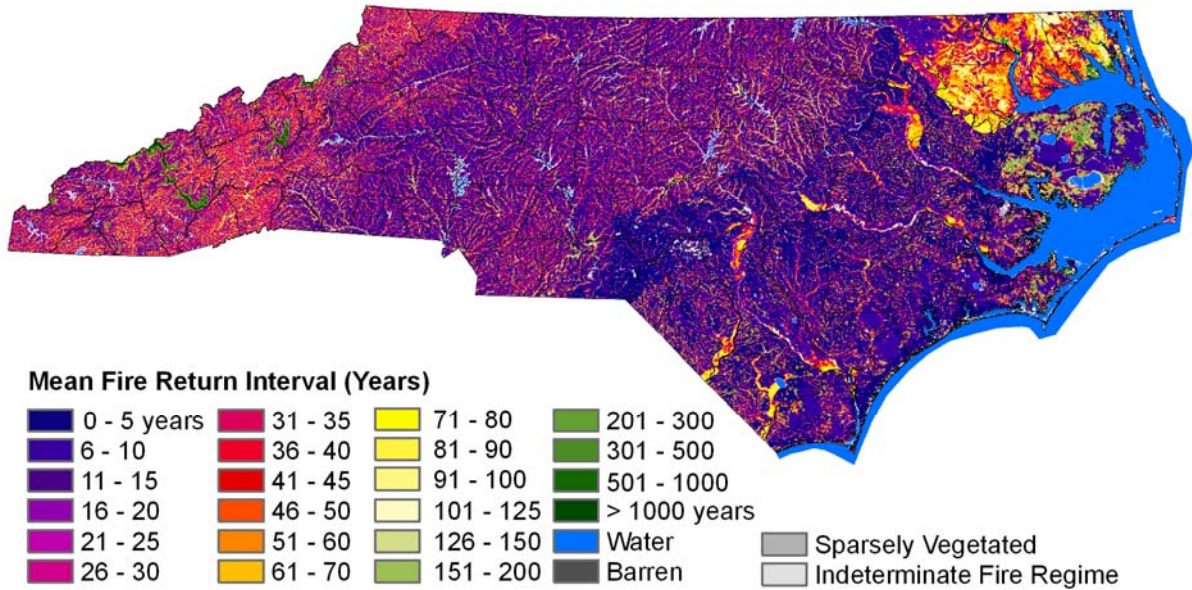 Mean Fire Return Interval (Years)
0 - 5 years
6 - 10
11 - 15
16 - 20
21 - 25
26 - 30
31 - 35
36 - 40
41 - 45
46 - 50
51 - 60
61 - 70
71 - 80
81 - 90
91 - 100
101 - 125
126 - 150
151 - 200
201 - 300
301 - 500
501 - 1000
> 1000 years
Water
Barren
Sparsely Vegetated
Indeterminate Fire Regime